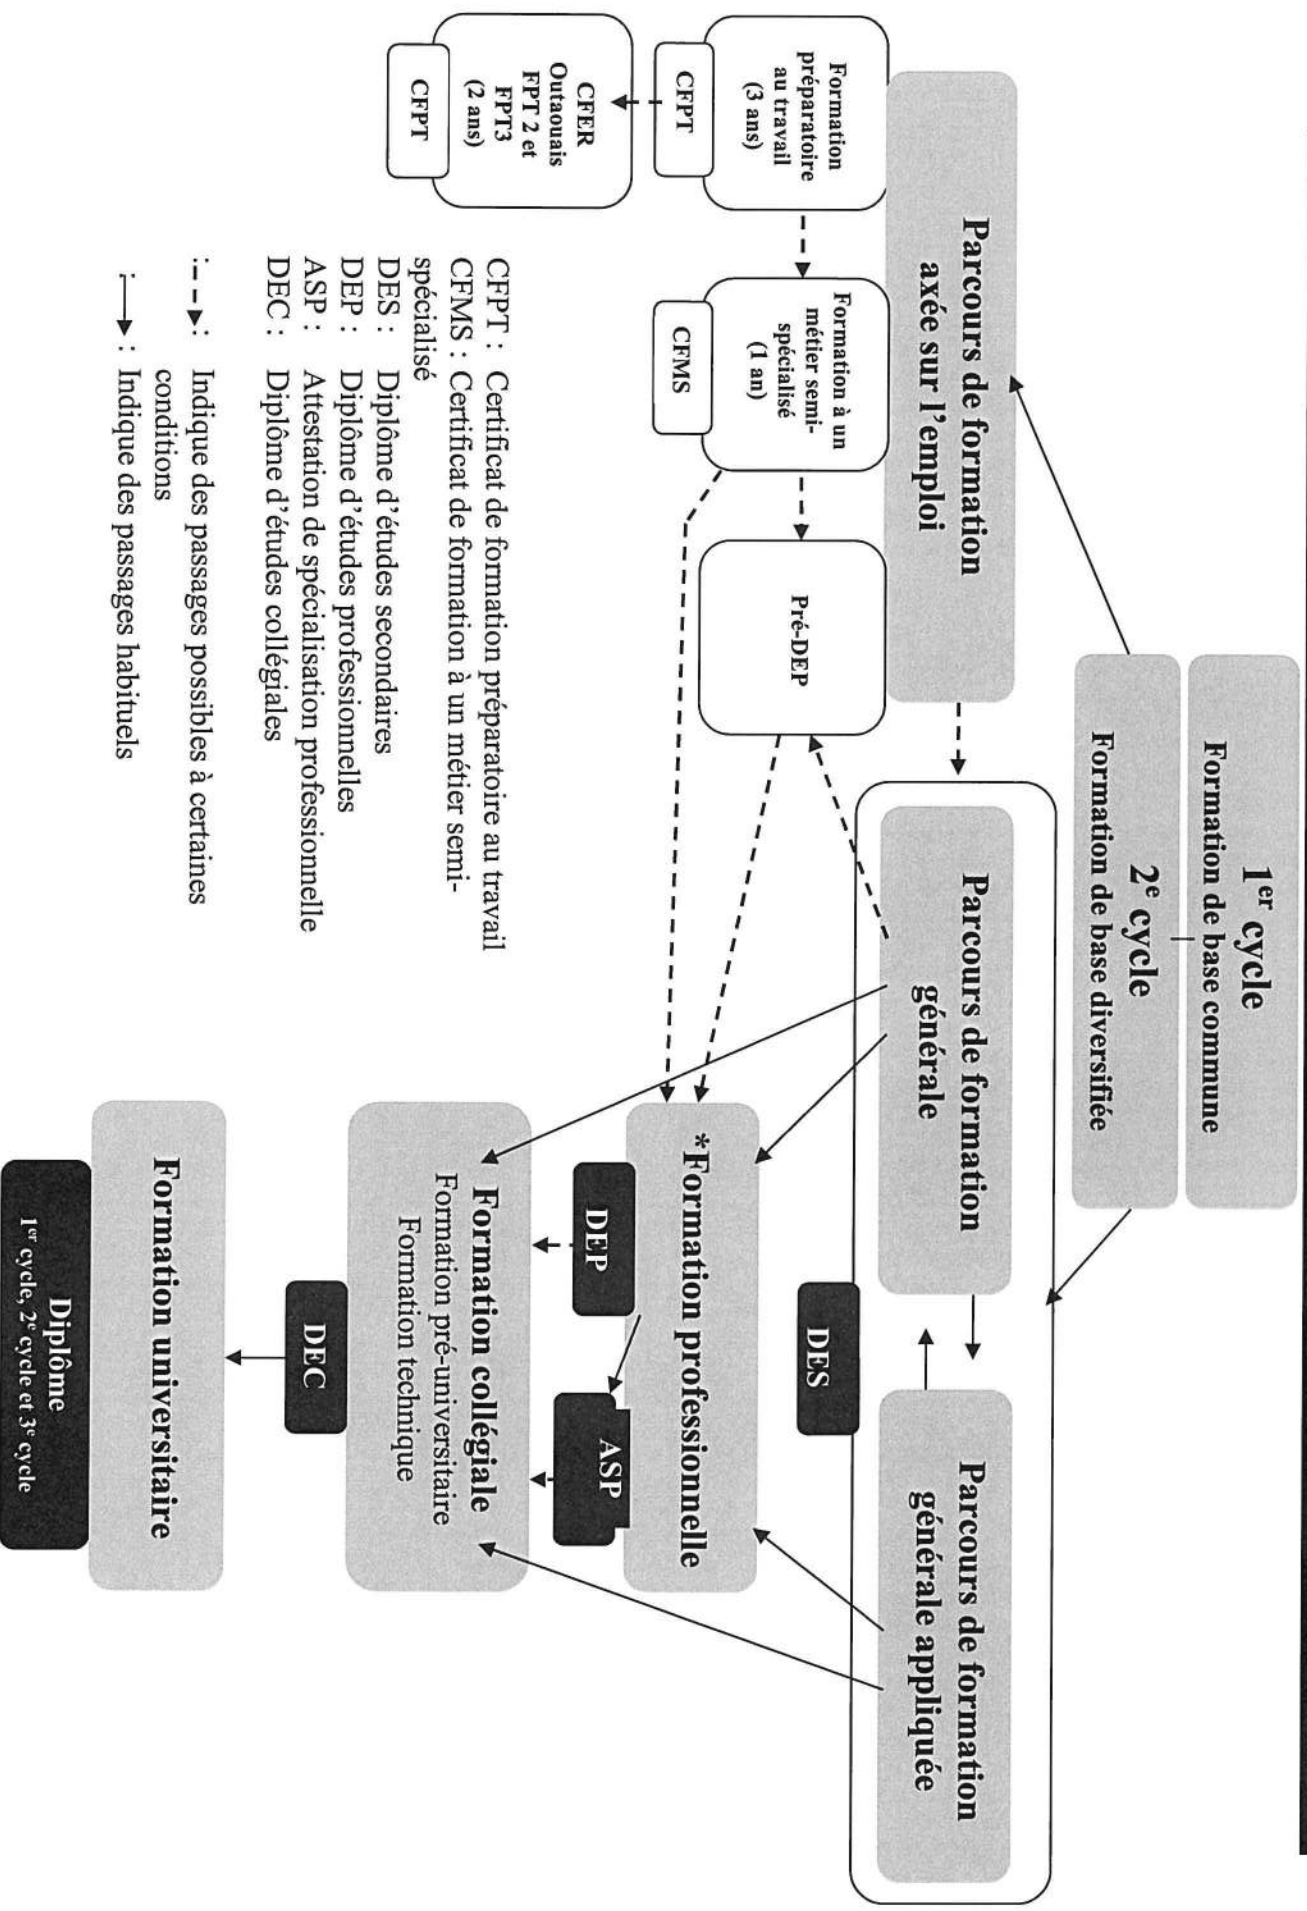 1er cycle
Formation de base commune
2e cycle
Formation de base diversifiée
Parcours de formation
axée sur l'emploi
Parcours de formation
générale
Parcours de formation
générale appliquée
DES
Formation
préparatoire
au travail
(3 ans)
CFPT
Formation à un
métier semi-
spécialisé
(1 an)
CFMS
Pré-DEP
*Formation professionnelle
DEP
ASP
CFER
Outaouais
FPT 2 et
FPT3
(2 ans)
CFPT
Formation collégiale
Formation pré-universitaire
Formation technique
DEC
Formation universitaire
Diplôme
1er cycle, 2e cycle et 3e cycle
CFPT : Certificat de formation préparatoire au travail
CFMS : Certificat de formation à un métier semi-
spécialisé
DES : Diplôme d'études secondaires
DEP : Diplôme d'études professionnelles
ASP : Attestation de spécialisation professionnelle
DEC : Diplôme d'études collégiales
: : Indique des passages possibles à certaines
conditions
: : Indique des passages habituels